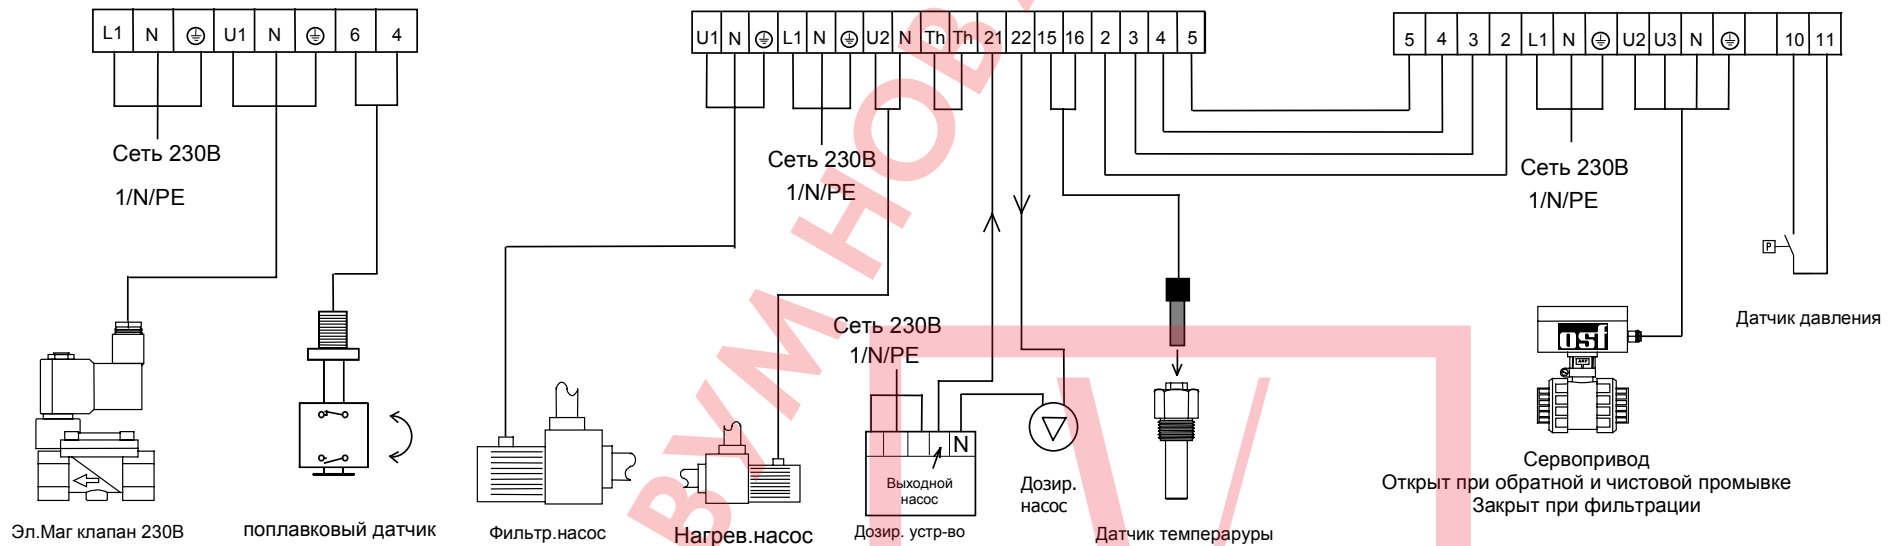 L1 N U1 N 6 4
U1 N L1 N U2 N Th Th 21 22 15 16 2 3 4 5
5 4 3 2 L1 N U2 U3 N 10 11
Сеть 230В
1/N/PE
Сеть 230В
1/N/PE
Сеть 230В
1/N/PE
P
Датчик давления
Сеть 230В
1/N/PE
osf
N
Выходной
насос
Дозир.
насос
Сервопривод
Открыт при обратной и чистовой промывке
Закрыт при фильтрации
Эл.Маг клапан 230В
поплавковый датчик
Фильтр.насос
Нагрев.насос
Дозир. устр-во
Датчик темперaруры
ВУМ НОВ